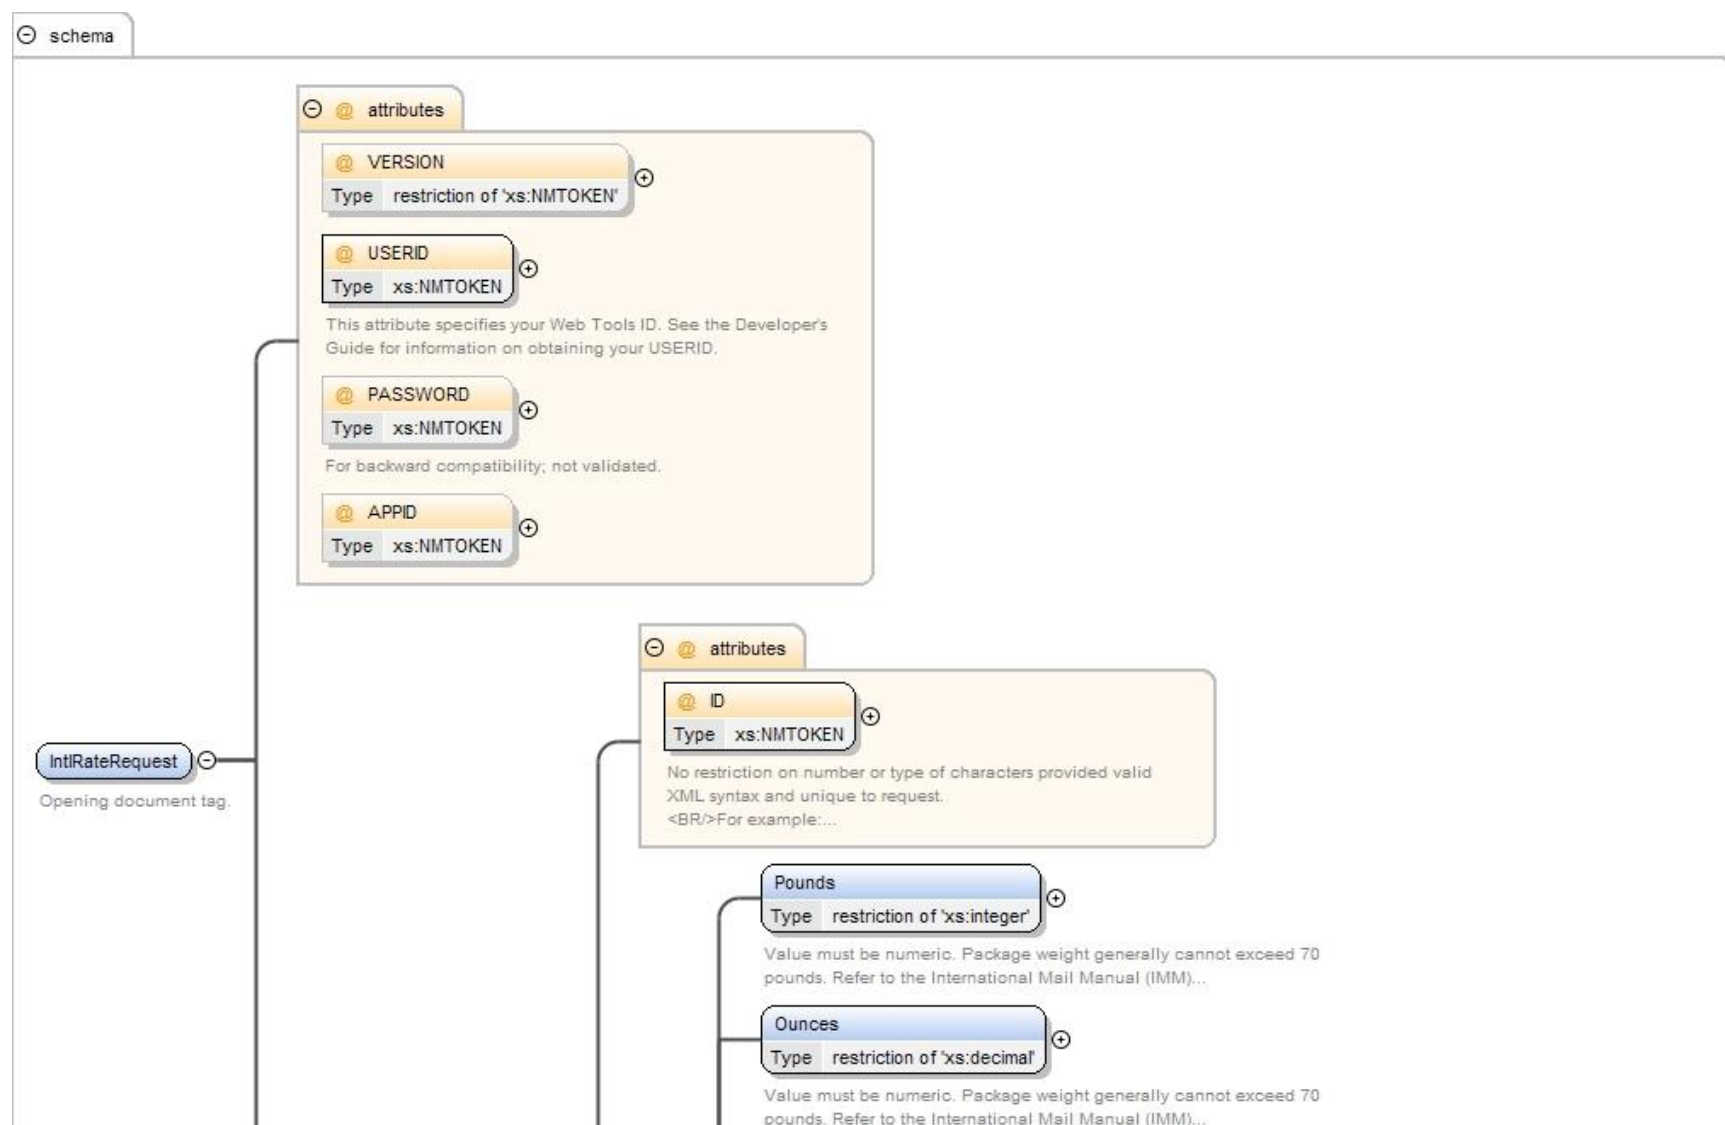 schema
@ attributes
@ VERSION
Type restriction of 'xs:NMTOKEN'
@ USERID
Type xs:NMTOKEN
This attribute specifies your Web Tools ID. See the Developer's
Guide for information on obtaining your USERID.
@ PASSWORD
Type xs:NMTOKEN
For backward compatibility; not validated.
@ APPID
Type xs:NMTOKEN
@ attributes
@ ID
Type xs:NMTOKEN
No restriction on number or type of characters provided valid
XML syntax and unique to request.
<BR/>For example:...
IntlRateRequest
Opening document tag.
Pounds
Type restriction of 'xs:integer'
Value must be numeric. Package weight generally cannot exceed 70
pounds. Refer to the International Mail Manual (IMM)...
Ounces
Type restriction of 'xs:decimal'
Value must be numeric. Package weight generally cannot exceed 70
pounds. Refer to the International Mail Manual (IMM)...